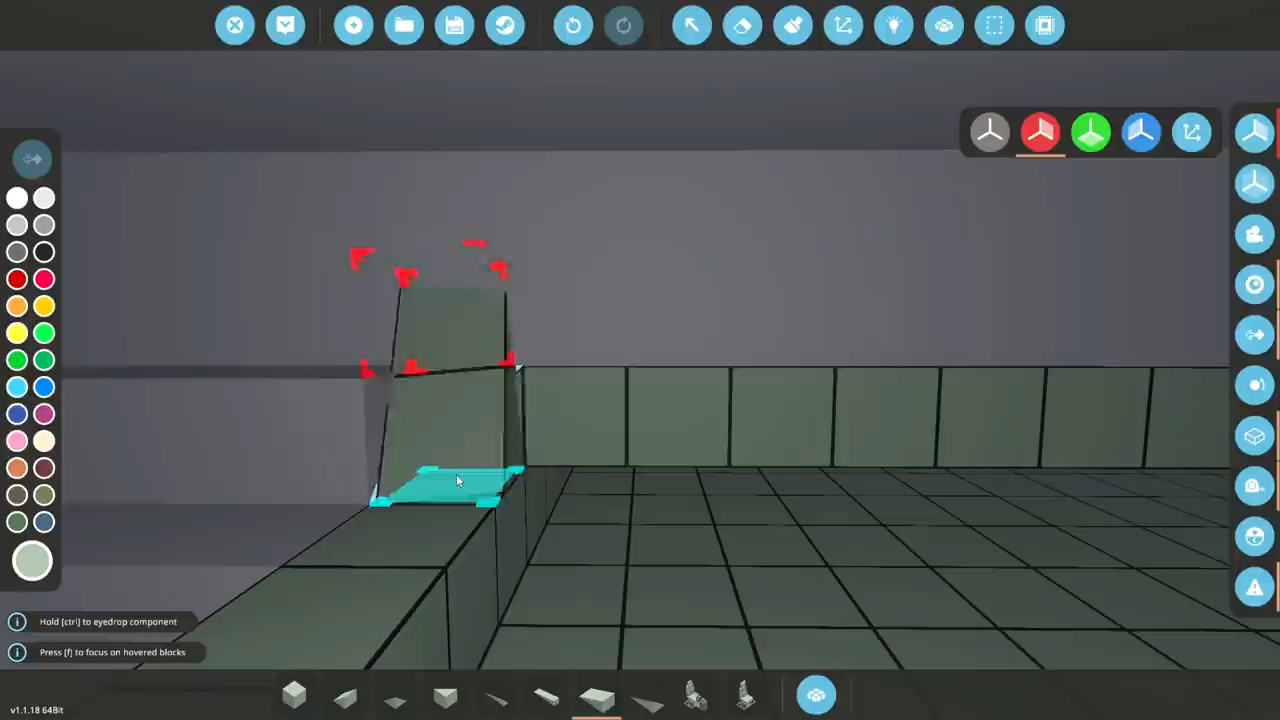 Hold [ctrl] to eyedrop component
Press [f] to focus on hovered blocks
v1.1.18 64Bit